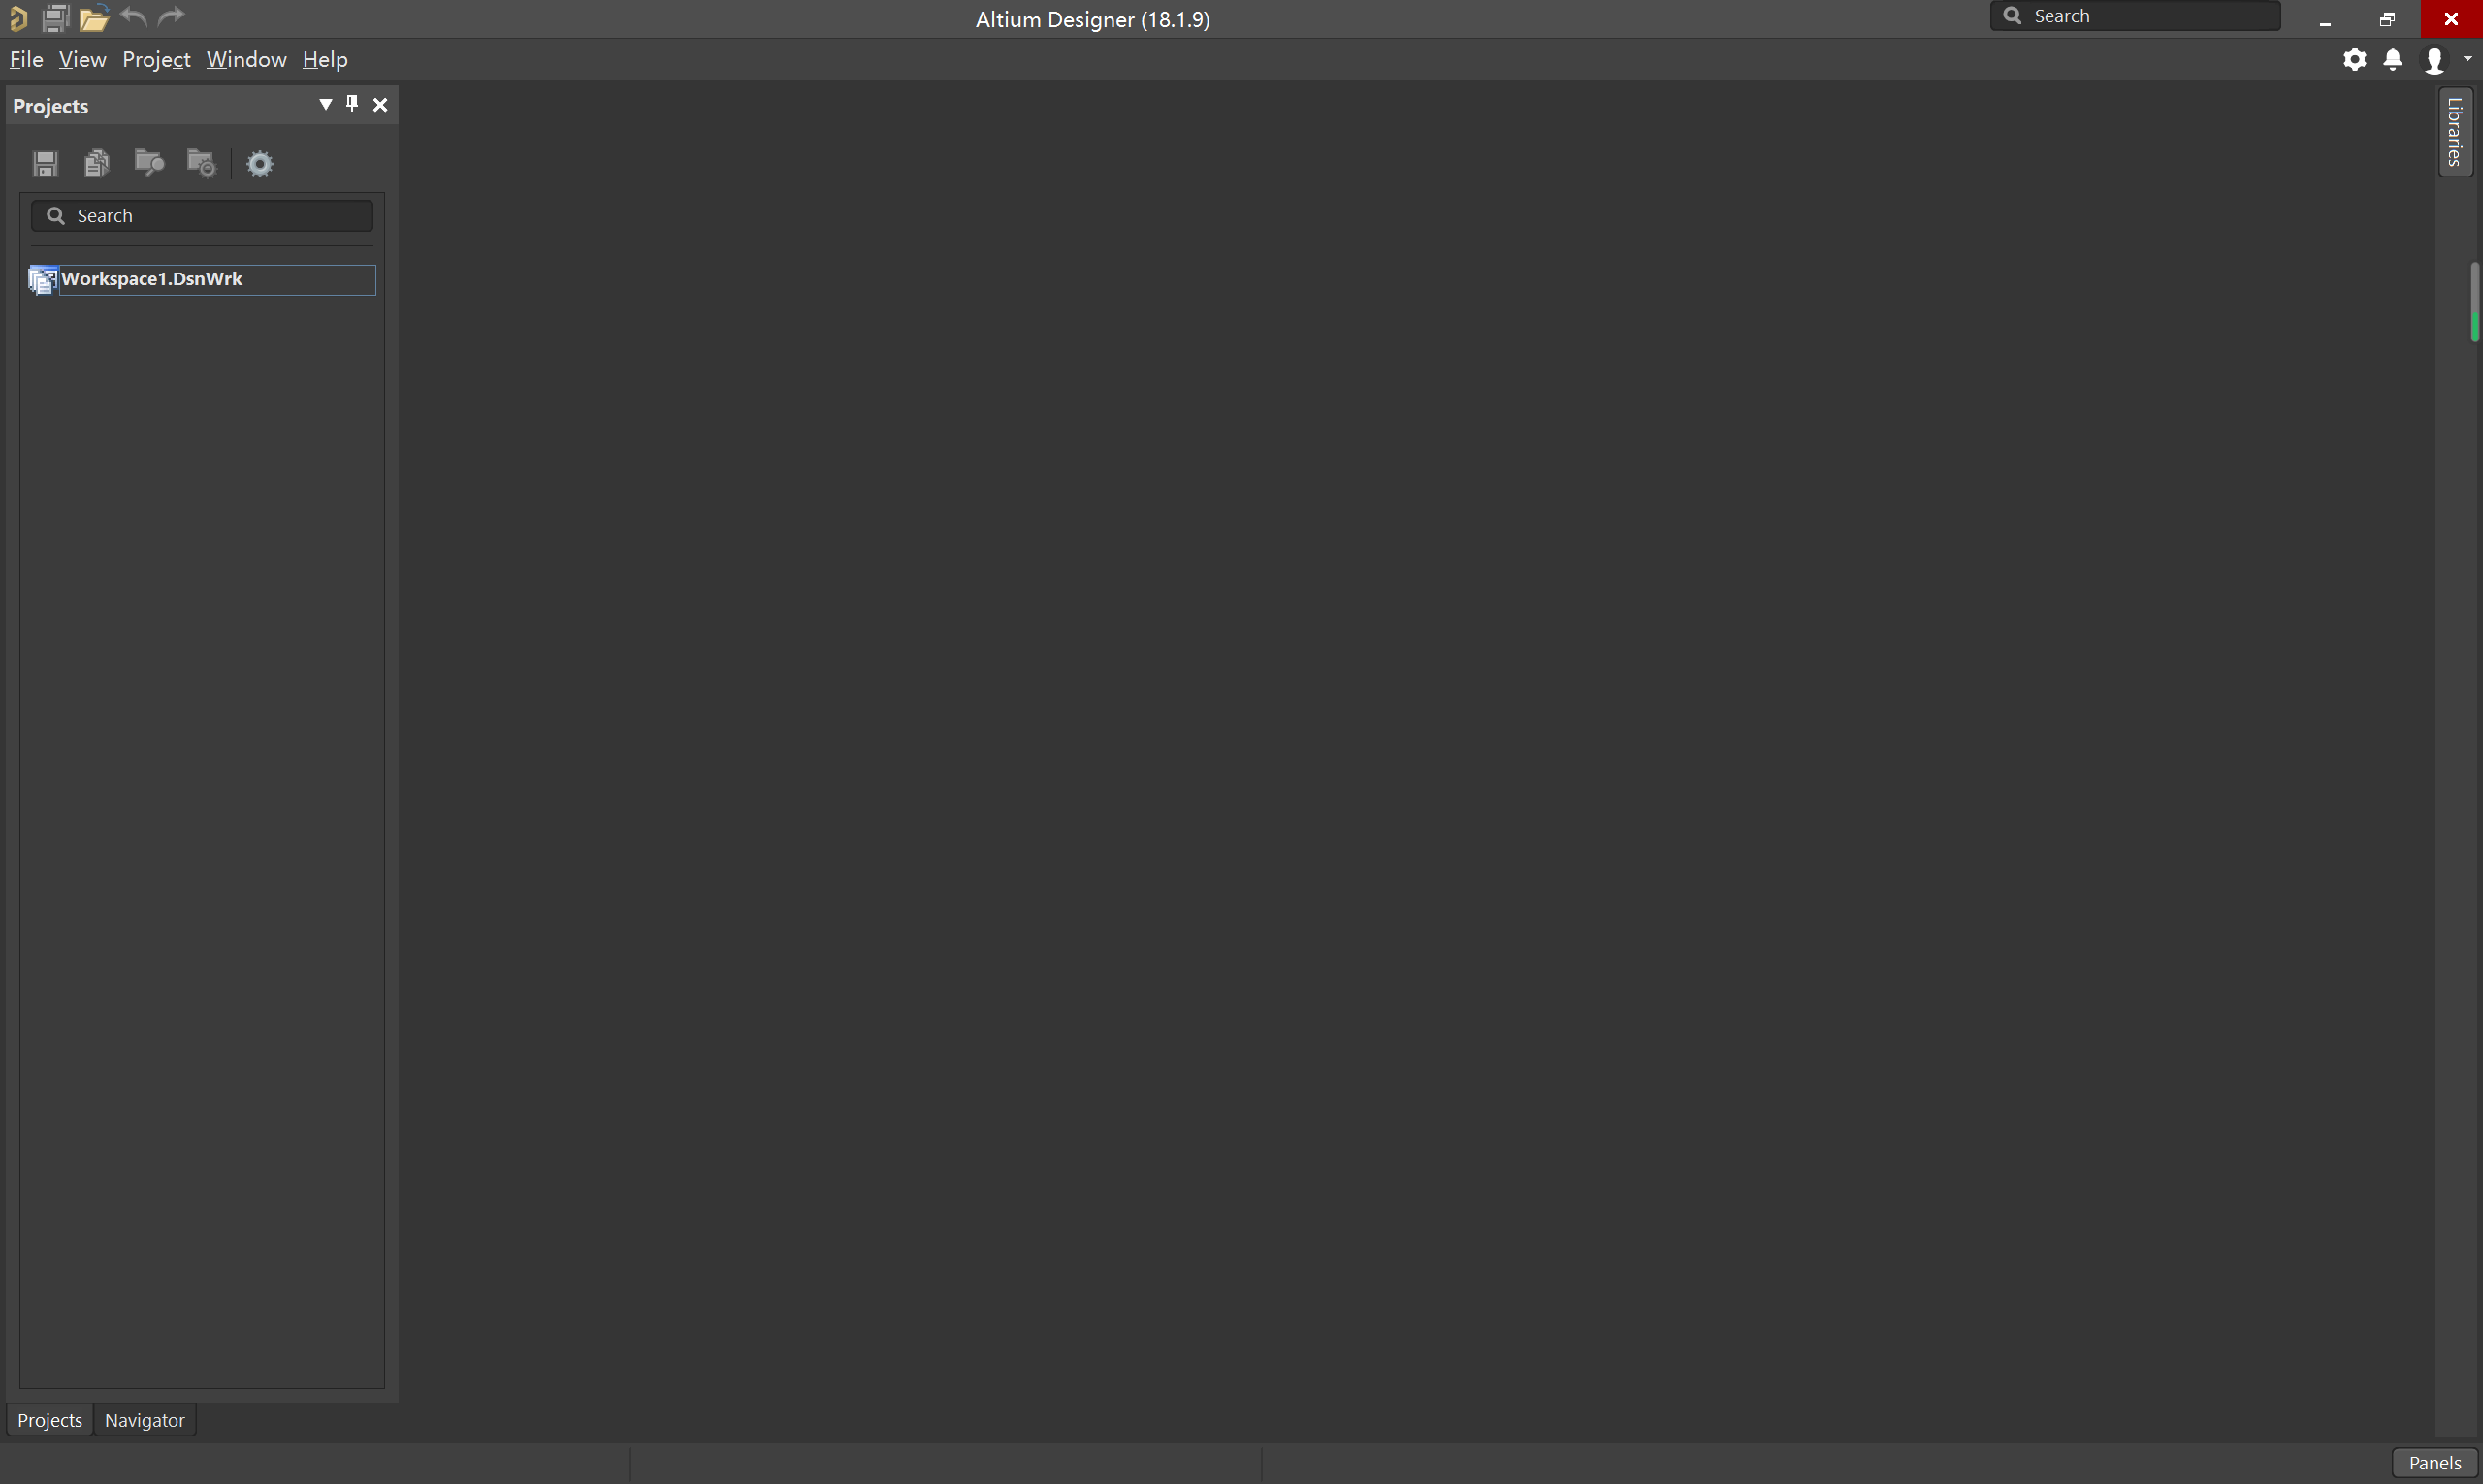 Altium Designer (18.1.9)
Search
File View Project Window Help
Projects
Libraries
Search
Workspace1.DsnWrk
Projects Navigator
Panels